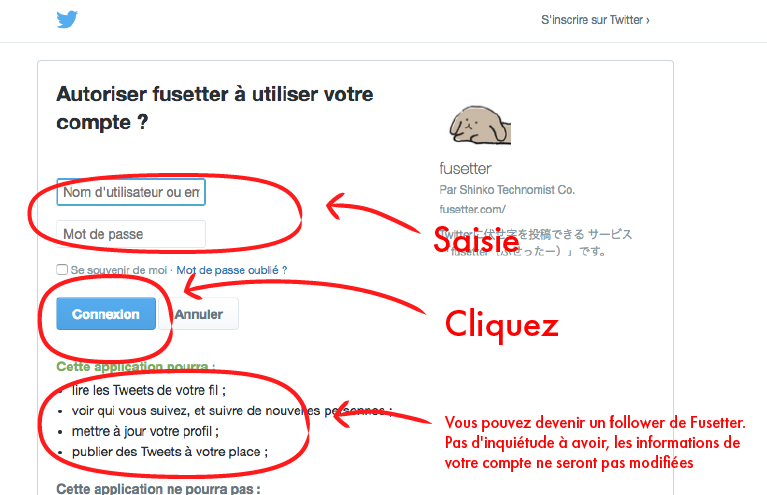 S'inscrire sur Twitter ›
Autoriser fusetter à utiliser votre
compte ?
fusetter
Par Shinko Technomist Co.
fusetter.com/
Twitterに伏せ字を投稿できる サービス
「fusetter（ふせったー）」です。
Nom d'utilisateur ou em
Mot de passe
Saisie
Se souvenir de moi · Mot de passe oublié ?
Connexion
Annuler
Cliquez
Cette application pourra :
• lire les Tweets de votre fil ;
• voir qui vous suivez, et suivre de nouvelles personnes ;
• mettre à jour votre profil ;
• publier des Tweets à votre place ;
Vous pouvez devenir un follower de Fusetter.
Pas d'inquiétude à avoir, les informations de
votre compte ne seront pas modifiées
Cette application ne pourra pas :